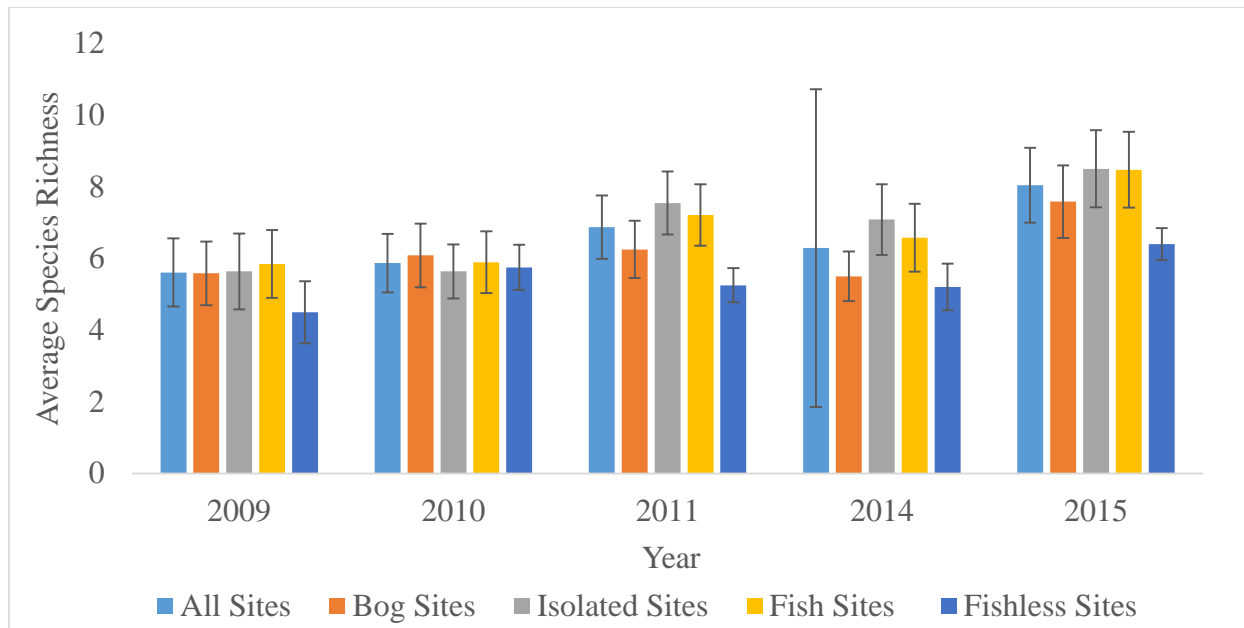 Average Species Richness
12
10
8
6
4
2
0
2009 2010 2011 2014 2015
Year
All Sites Bog Sites Isolated Sites Fish Sites Fishless Sites